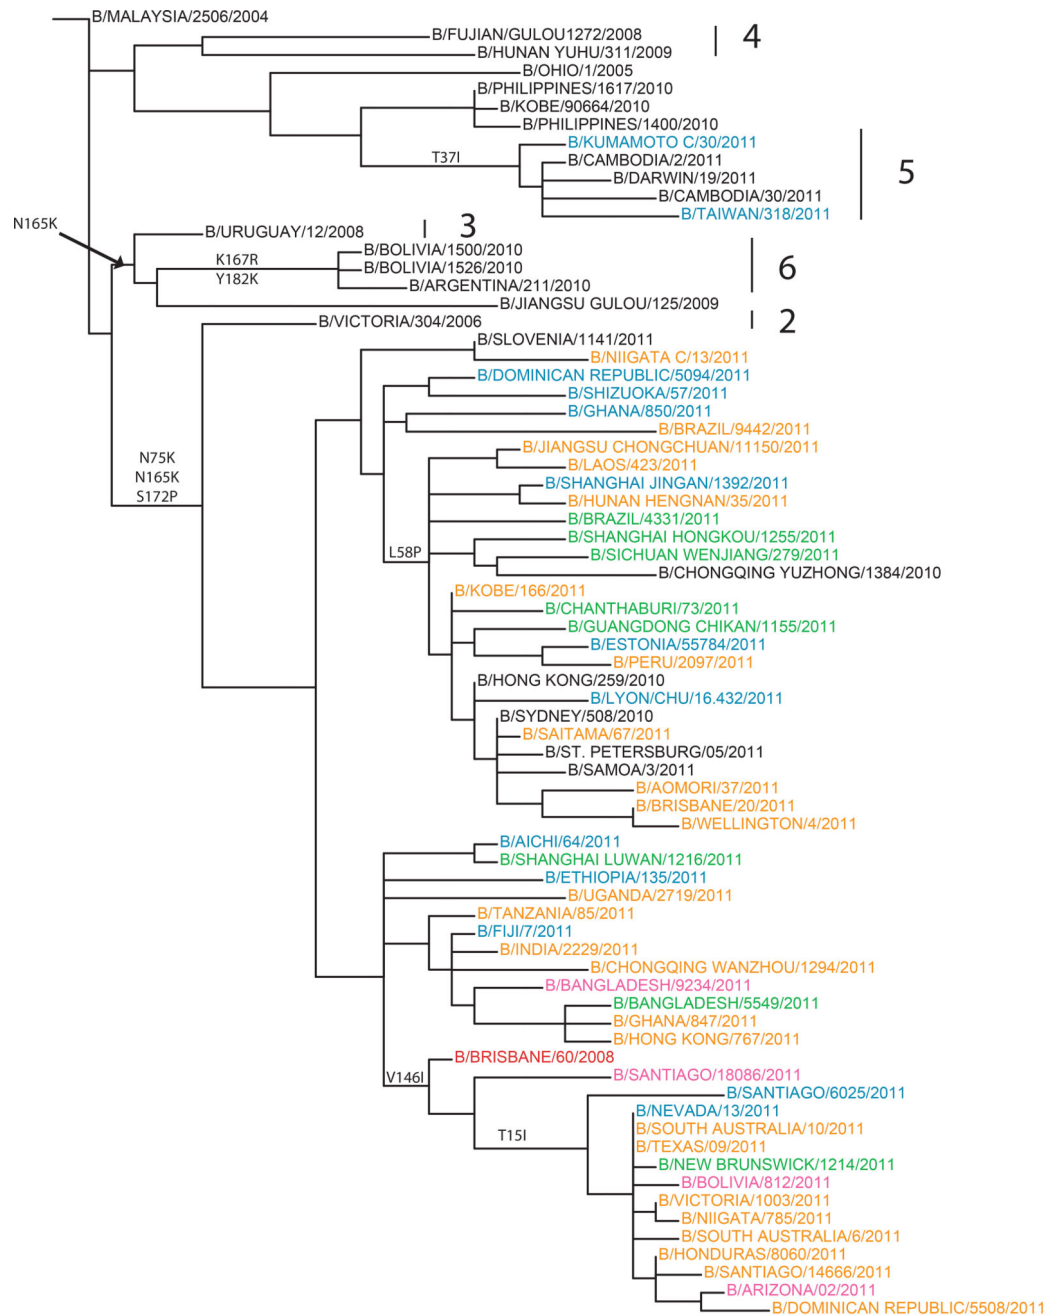 B/MALAYSIA/2506/2004
B/FUJIAN/GULOU1272/2008
4
B/HUNAN YUHU/311/2009
B/OHIO/1/2005
B/PHILIPPINES/1617/2010
B/KOBE/90664/2010
B/PHILIPPINES/1400/2010
B/KUMAMOTO C/30/2011
T37I
B/CAMBODIA/2/2011
B/DARWIN/19/2011
5
B/CAMBODIA/30/2011
B/TAIWAN/318/2011
N165K
B/URUGUAY/12/2008
3
B/BOLIVIA/1500/2010
K167R
B/BOLIVIA/1526/2010
6
Y182K
B/ARGENTINA/211/2010
B/JIANGSU GULOU/125/2009
B/VICTORIA/304/2006
2
B/SLOVENIA/1141/2011
B/NIIGATA C/13/2011
B/DOMINICAN REPUBLIC/5094/2011
B/SHIZUOKA/57/2011
B/GHANA/850/2011
B/BRAZIL/9442/2011
B/JIANGSU CHONGCHUAN/11150/2011
N75K
B/LAOS/423/2011
N165K
B/SHANGHAI JINGAN/1392/2011
S172P
B/HUNAN HENGNAN/35/2011
B/BRAZIL/4331/2011
B/SHANGHAI HONGKOU/1255/2011
L58P
B/SICHUAN WENJIANG/279/2011
B/CHONGQING YUZHONG/1384/2010
B/KOBE/166/2011
B/CHANTHABURI/73/2011
B/GUANGDONG CHIKAN/1155/2011
B/ESTONIA/55784/2011
B/PERU/2097/2011
B/HONG KONG/259/2010
B/LYON/CHU/16.432/2011
B/SYDNEY/508/2010
B/SAITAMA/67/2011
B/ST. PETERSBURG/05/2011
B/SAMOA/3/2011
B/AOMORI/37/2011
B/BRISBANE/20/2011
B/WELLINGTON/4/2011
B/AICHI/64/2011
B/SHANGHAI LUWAN/1216/2011
B/ETHIOPIA/135/2011
B/UGANDA/2719/2011
B/TANZANIA/85/2011
B/FIJI/7/2011
B/INDIA/2229/2011
B/CHONGQING WANZHOU/1294/2011
B/BANGLADESH/9234/2011
B/BANGLADESH/5549/2011
B/GHANA/847/2011
B/HONG KONG/767/2011
B/BRISBANE/60/2008
V146I
B/SANTIAGO/18086/2011
B/SANTIAGO/6025/2011
B/NEVADA/13/2011
B/SOUTH AUSTRALIA/10/2011
T15I
B/TEXAS/09/2011
B/NEW BRUNSWICK/1214/2011
B/BOLIVIA/812/2011
B/VICTORIA/1003/2011
B/NIIGATA/785/2011
B/SOUTH AUSTRALIA/6/2011
B/HONDURAS/8060/2011
B/SANTIAGO/14666/2011
B/ARIZONA/02/2011
B/DOMINICAN REPUBLIC/5508/2011